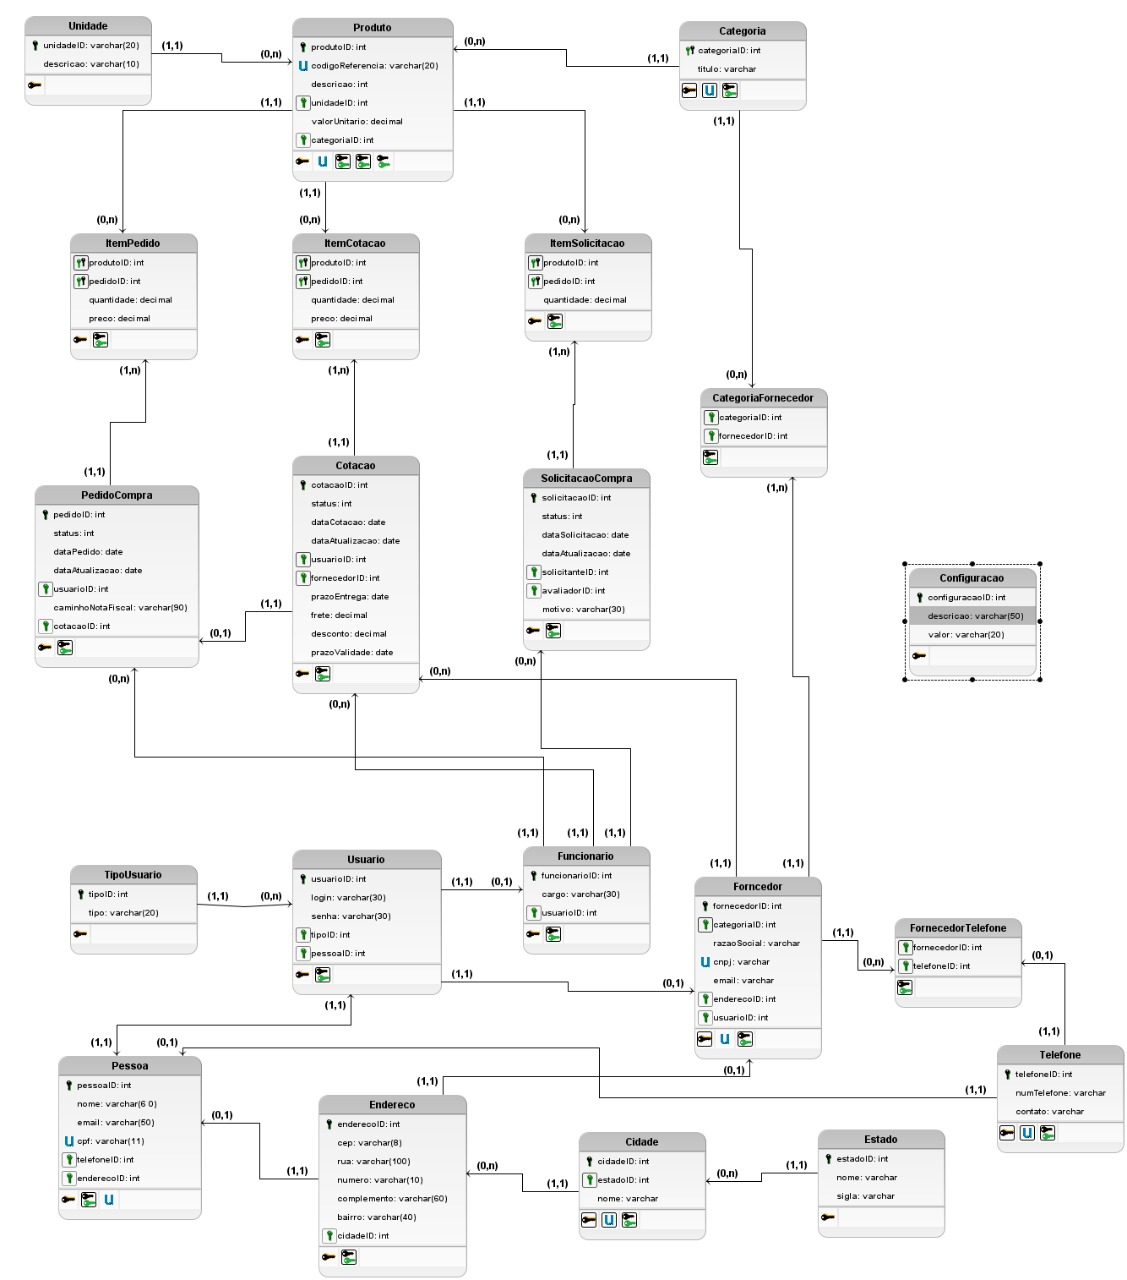 Unidade
unidadeID: varchar(20)
descricao: varchar(10)
(1,1)
(0,n)
Produto
produtoID: int
codigoReferencia: varchar(20)
descricao: int
unidadeID: int
valorUnitario: decimal
categoriaID: int
(0,n)
(1,1)
Categoria
categoriaID: int
titulo: varchar
(1,1)
(1,1)
(1,1)
(1,1)
(0,n)
(0,n)
(0,n)
ItemPedido
produtoID: int
pedidoID: int
quantidade: decimal
preco: decimal
(1,n)
ItemCotacao
produtoID: int
pedidoID: int
quantidade: decimal
preco: decimal
(1,n)
ItemSolicitacao
produtoID: int
pedidoID: int
quantidade: decimal
(1,n)
(0,n)
CategoriaFornecedor
categoriaID: int
fornecedorID: int
(1,n)
(1,1)
PedidoCompra
pedidoID: int
status: int
dataPedido: date
dataAtualizacao: date
usuarioID: int
caminhoNotaFiscal: varchar(90)
cotacaoID: int
(0,n)
(1,1)
(0,1)
(1,1)
Cotacao
cotacaoID: int
status: int
dataCotacao: date
dataAtualizacao: date
usuarioID: int
fornecedorID: int
prazoEntrega: date
frete: decimal
desconto: decimal
prazoValidade: date
(0,n)
(0,n)
(1,1)
SolicitacaoCompra
solicitacaoID: int
status: int
dataSolicitacao: date
dataAtualizacao: date
solicitanteID: int
avaliadorID: int
motivo: varchar(30)
(0,n)
Configuracao
configuracaoID: int
descricao: varchar(50)
valor: varchar(20)
(1,1)
(1,1)
(1,1)
(1,1)
(1,1)
TipoUsuario
tipoID: int
tipo: varchar(20)
(1,1)
(0,n)
Usuario
usuarioID: int
login: varchar(30)
senha: varchar(30)
tipoID: int
pessoaID: int
(1,1)
(0,1)
(1,1)
(0,1)
(1,1)
Funcionario
funcionarioID: int
cargo: varchar(30)
usuarioID: int
Forncedor
fornecedorID: int
categoriaID: int
razaoSocial: varchar
cnpj: varchar
email: varchar
enderecoID: int
usuarioID: int
(1,1)
(0,n)
(0,1)
FornecedorTelefone
fornecedorID: int
telefoneID: int
(0,1)
(1,1)
Telefone
telefoneID: int
numTelefone: varchar
contato: varchar
(1,1)
(1,1)
(0,1)
Pessoa
pessoaID: int
nome: varchar(6 0)
email: varchar(50)
cpf: varchar(11)
telefoneID: int
enderecoID: int
(0,1)
(1,1)
(1,1)
Endereco
enderecoID: int
cep: varchar(8)
rua: varchar(100)
numero: varchar(10)
complemento: varchar(60)
bairro: varchar(40)
cidadeID: int
(0,n)
(1,1)
Cidade
cidadeID: int
estadoID: int
nome: varchar
(0,n)
(1,1)
Estado
estadoID: int
nome: varchar
sigla: varchar